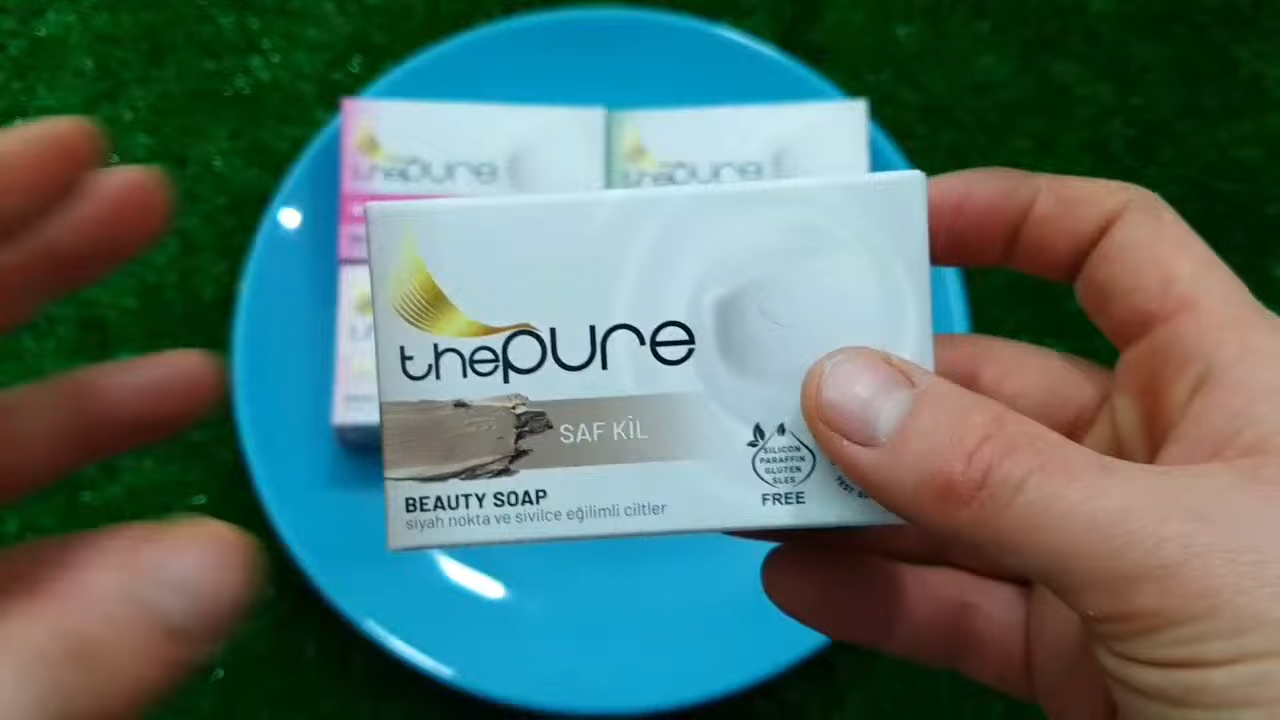 thepure
thepure
thepure
SAF KİL
BEAUTY SOAP
siyah nokta ve sivilce eğilimli ciltler
SILICON
PARAFFIN
GLUTEN
SLES
FREE